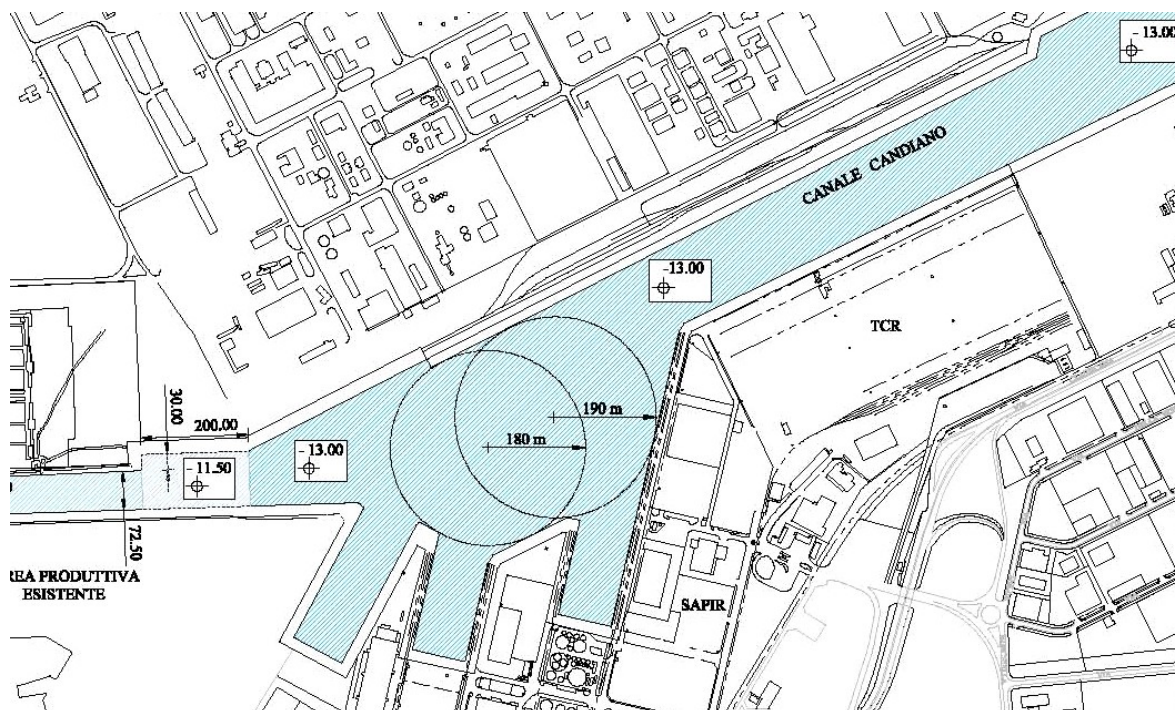 - 13.00
CANALE CANDIANO
-13.00
TCR
190 m
180 m
30.00
200.00
- 13.00
- 11.50
72.50
REA PRODUTTIVA
ESISTENTE
SAPIR